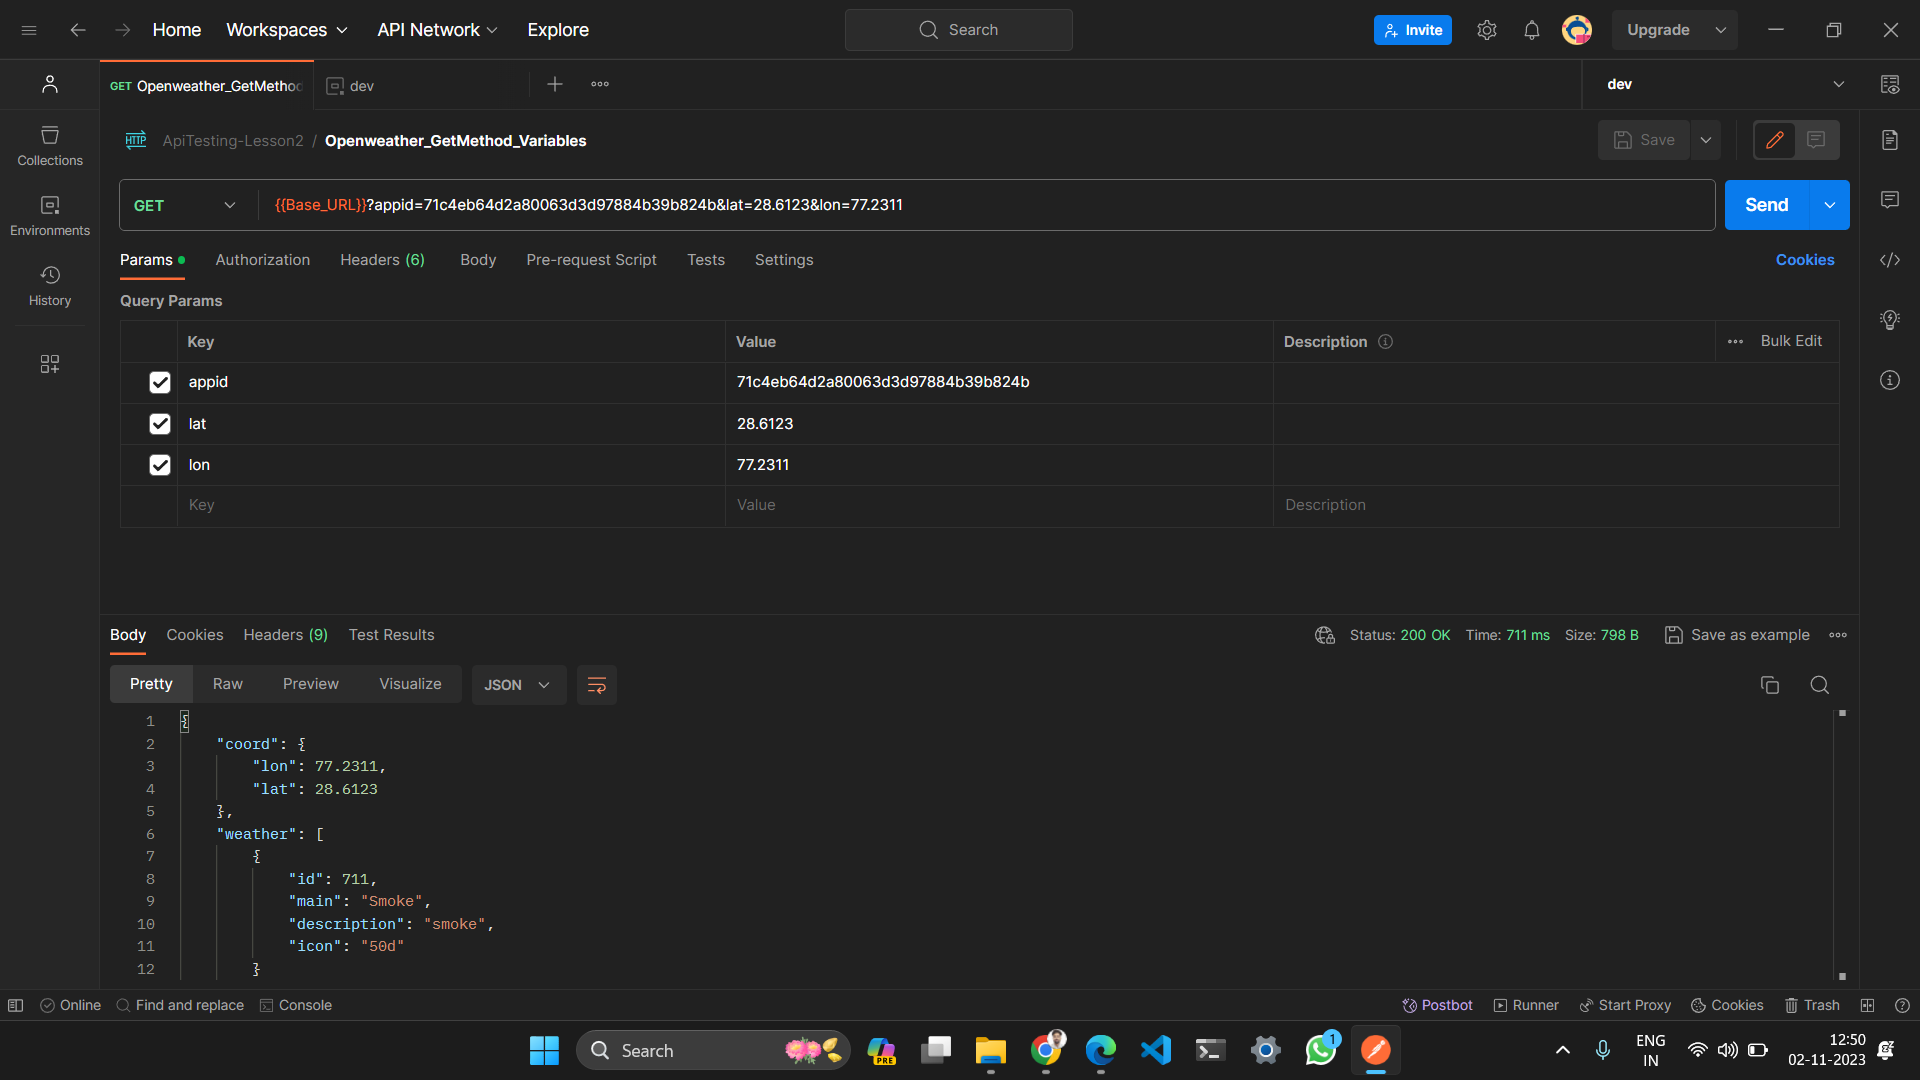 Home Workspaces API Network Explore Search Invite Upgrade
GET Openweather_GetMethod dev dev
HTTP ApiTesting-Lesson2 / Openweather_GetMethod_Variables Save
GET {{Base_URL}}?appid=71c4eb64d2a80063d3d97884b39b824b&lat=28.6123&lon=77.2311 Send
Params Authorization Headers (6) Body Pre-request Script Tests Settings Cookies
Collections
Environments
History
Query Params
Key Value Description Bulk Edit
appid 71c4eb64d2a80063d3d97884b39b824b
lat 28.6123
lon 77.2311
Key Value Description
Body Cookies Headers (9) Test Results Status: 200 OK Time: 711 ms Size: 798 B Save as example
Pretty Raw Preview Visualize JSON
1 {
2 "coord": {
3 "lon": 77.2311,
4 "lat": 28.6123
5 },
6 "weather": [
7 {
8 "id": 711,
9 "main": "Smoke",
10 "description": "smoke",
11 "icon": "50d"
12 }
Online Find and replace Console Postbot Runner Start Proxy Cookies Trash
Search PRE 1 ENG IN 12:50
02-11-2023